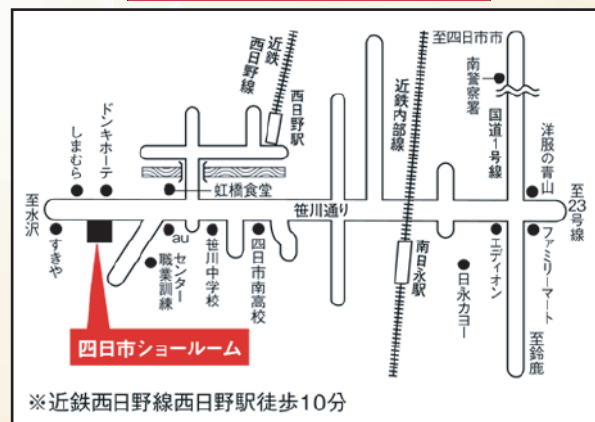 至四日市市
南警察署
国道1号線
洋服の青山
至23号線
近鉄
西日野線
西日野駅
近鉄内部線
ドンキホーテ
しまむら
虹橋食堂
笹川通り
至水沢
すきや
au
職業訓練
センター
笹川中学校
四日市南高校
南日永駅
日永カヨー
エディオン
ファミリーマート
至鈴鹿
四日市ショールーム
※近鉄西日野線西日野駅徒歩10分